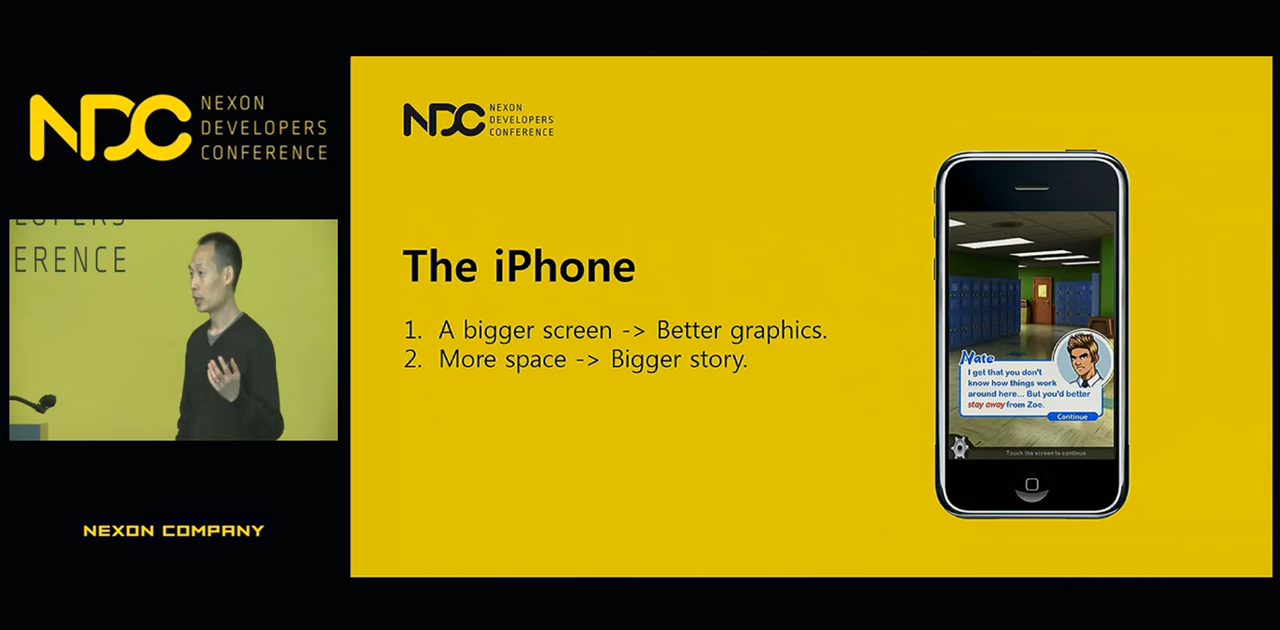 NDC
NEXON
DEVELOPERS
CONFERENCE
ERENCE
NEXON COMPANY
NDC
NEXON
DEVELOPERS
CONFERENCE
The iPhone
1. A bigger screen -> Better graphics.
2. More space -> Bigger story.
Nate
I get that you don't
know how things work
around here... But you'd better
stay away from Zoe.
Continue
Touch the screen to continue